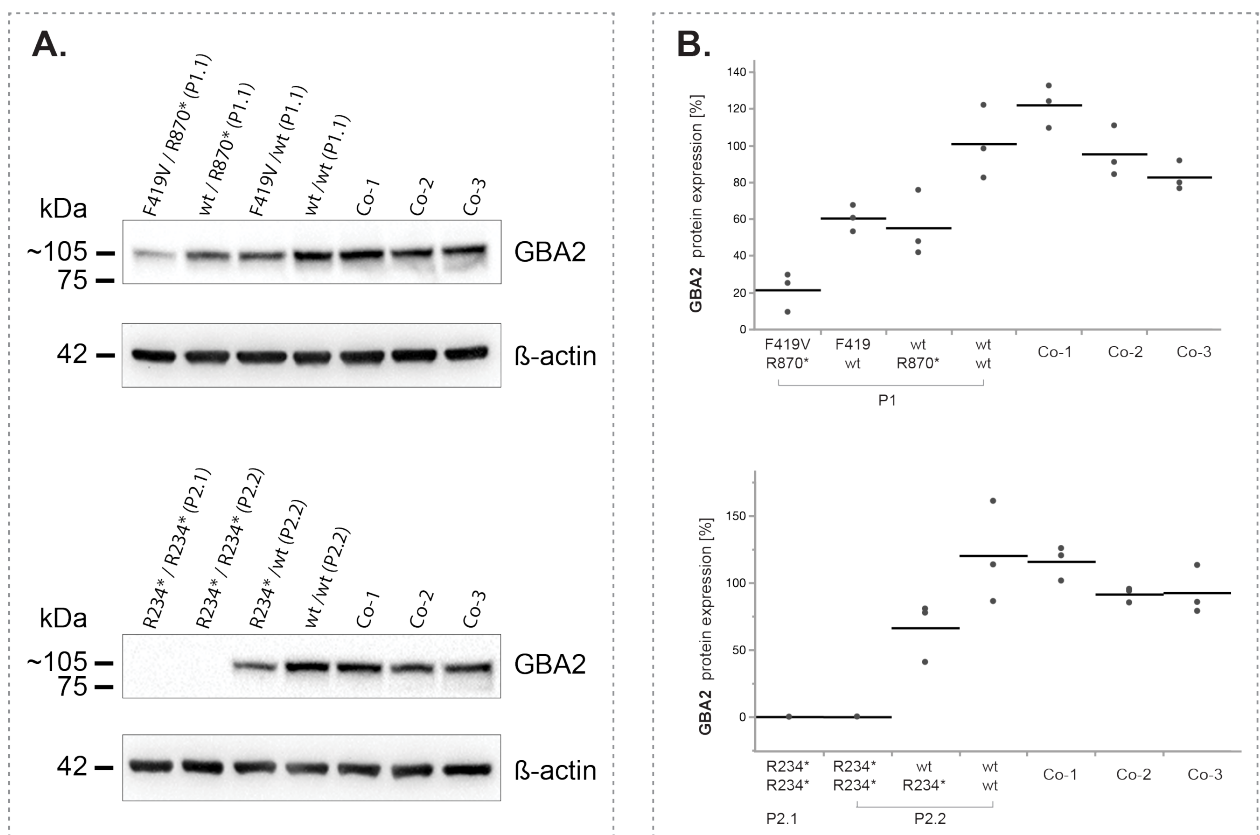 A.
F419V / R870* (P1.1)
wt / R870* (P1.1)
F419V /wt (P1.1)
wt /wt (P1.1)
Co-1
Co-2
Co-3
kDa
~105
75
GBA2
42
ß-actin
R234* / R234* (P2.1)
R234* / R234* (P2.2)
R234* /wt (P2.2)
wt /wt (P2.2)
Co-1
Co-2
Co-3
kDa
~105
75
GBA2
42
ß-actin
B.
GBA2 protein expression [%]
140
120
100
80
60
40
20
0
F419V F419 wt wt
R870* wt R870* wt
Co-1 Co-2 Co-3
P1
GBA2 protein expression [%]
150
100
50
0
R234* R234* wt wt
R234* R234* R234* wt
Co-1 Co-2 Co-3
P2.1 P2.2